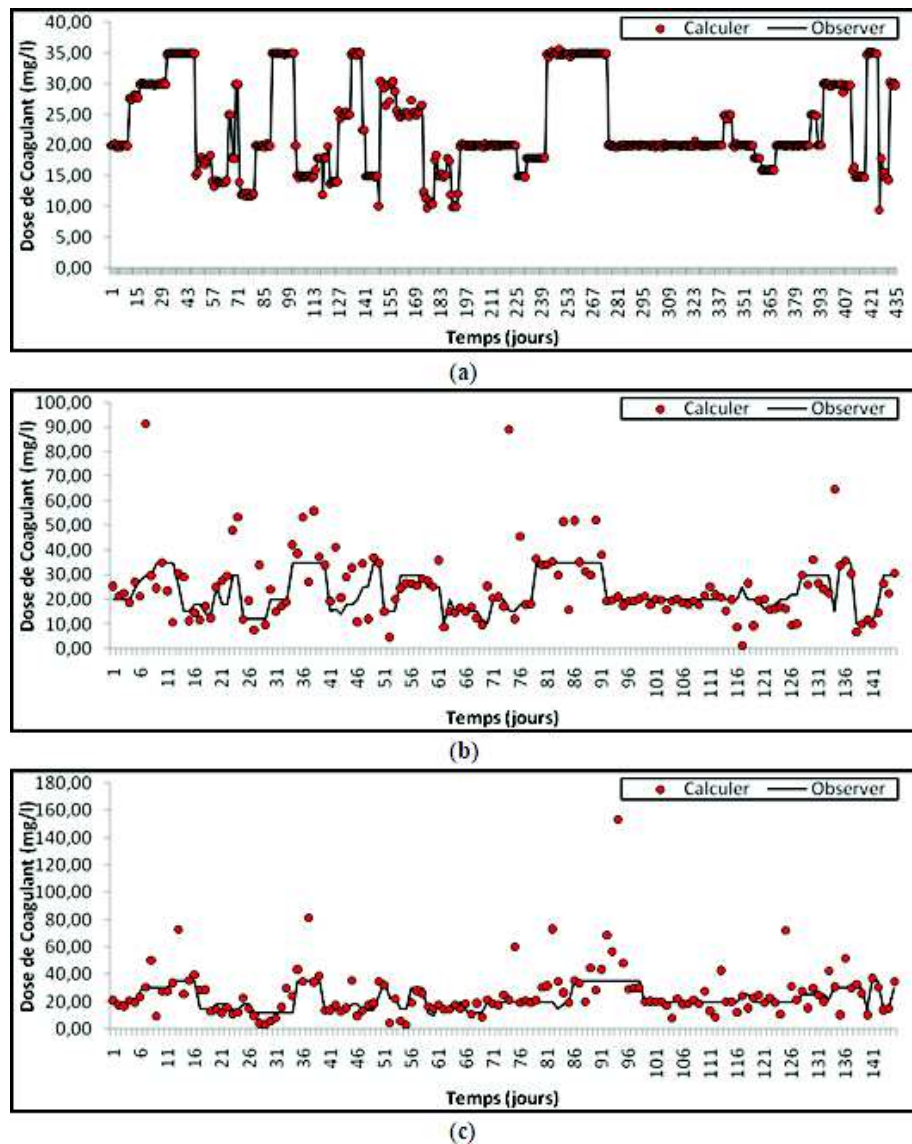 Calculer Observer
Dose de Coagulant (mg/l)
40,00
35,00
30,00
25,00
20,00
15,00
10,00
5,00
0,00
1 15 29 43 57 71 85 99 113 127 141 155 169 183 197 211 225 239 253 267 281 295 309 323 337 351 365 379 393 407 421 435
Temps (jours)
(a)
Calculer Observer
Dose de Coagulant (mg/l)
100,00
90,00
80,00
70,00
60,00
50,00
40,00
30,00
20,00
10,00
0,00
1 6 11 16 21 26 31 36 41 46 51 56 61 66 71 76 81 86 91 96 101 106 111 116 121 126 131 136 141
Temps (jours)
(b)
Calculer Observer
Dose de Coagulant (mg/l)
180,00
160,00
140,00
120,00
100,00
80,00
60,00
40,00
20,00
0,00
1 6 11 16 21 26 31 36 41 46 51 56 61 66 71 76 81 86 91 96 101 106 111 116 121 126 131 136 141
Temps (jours)
(c)